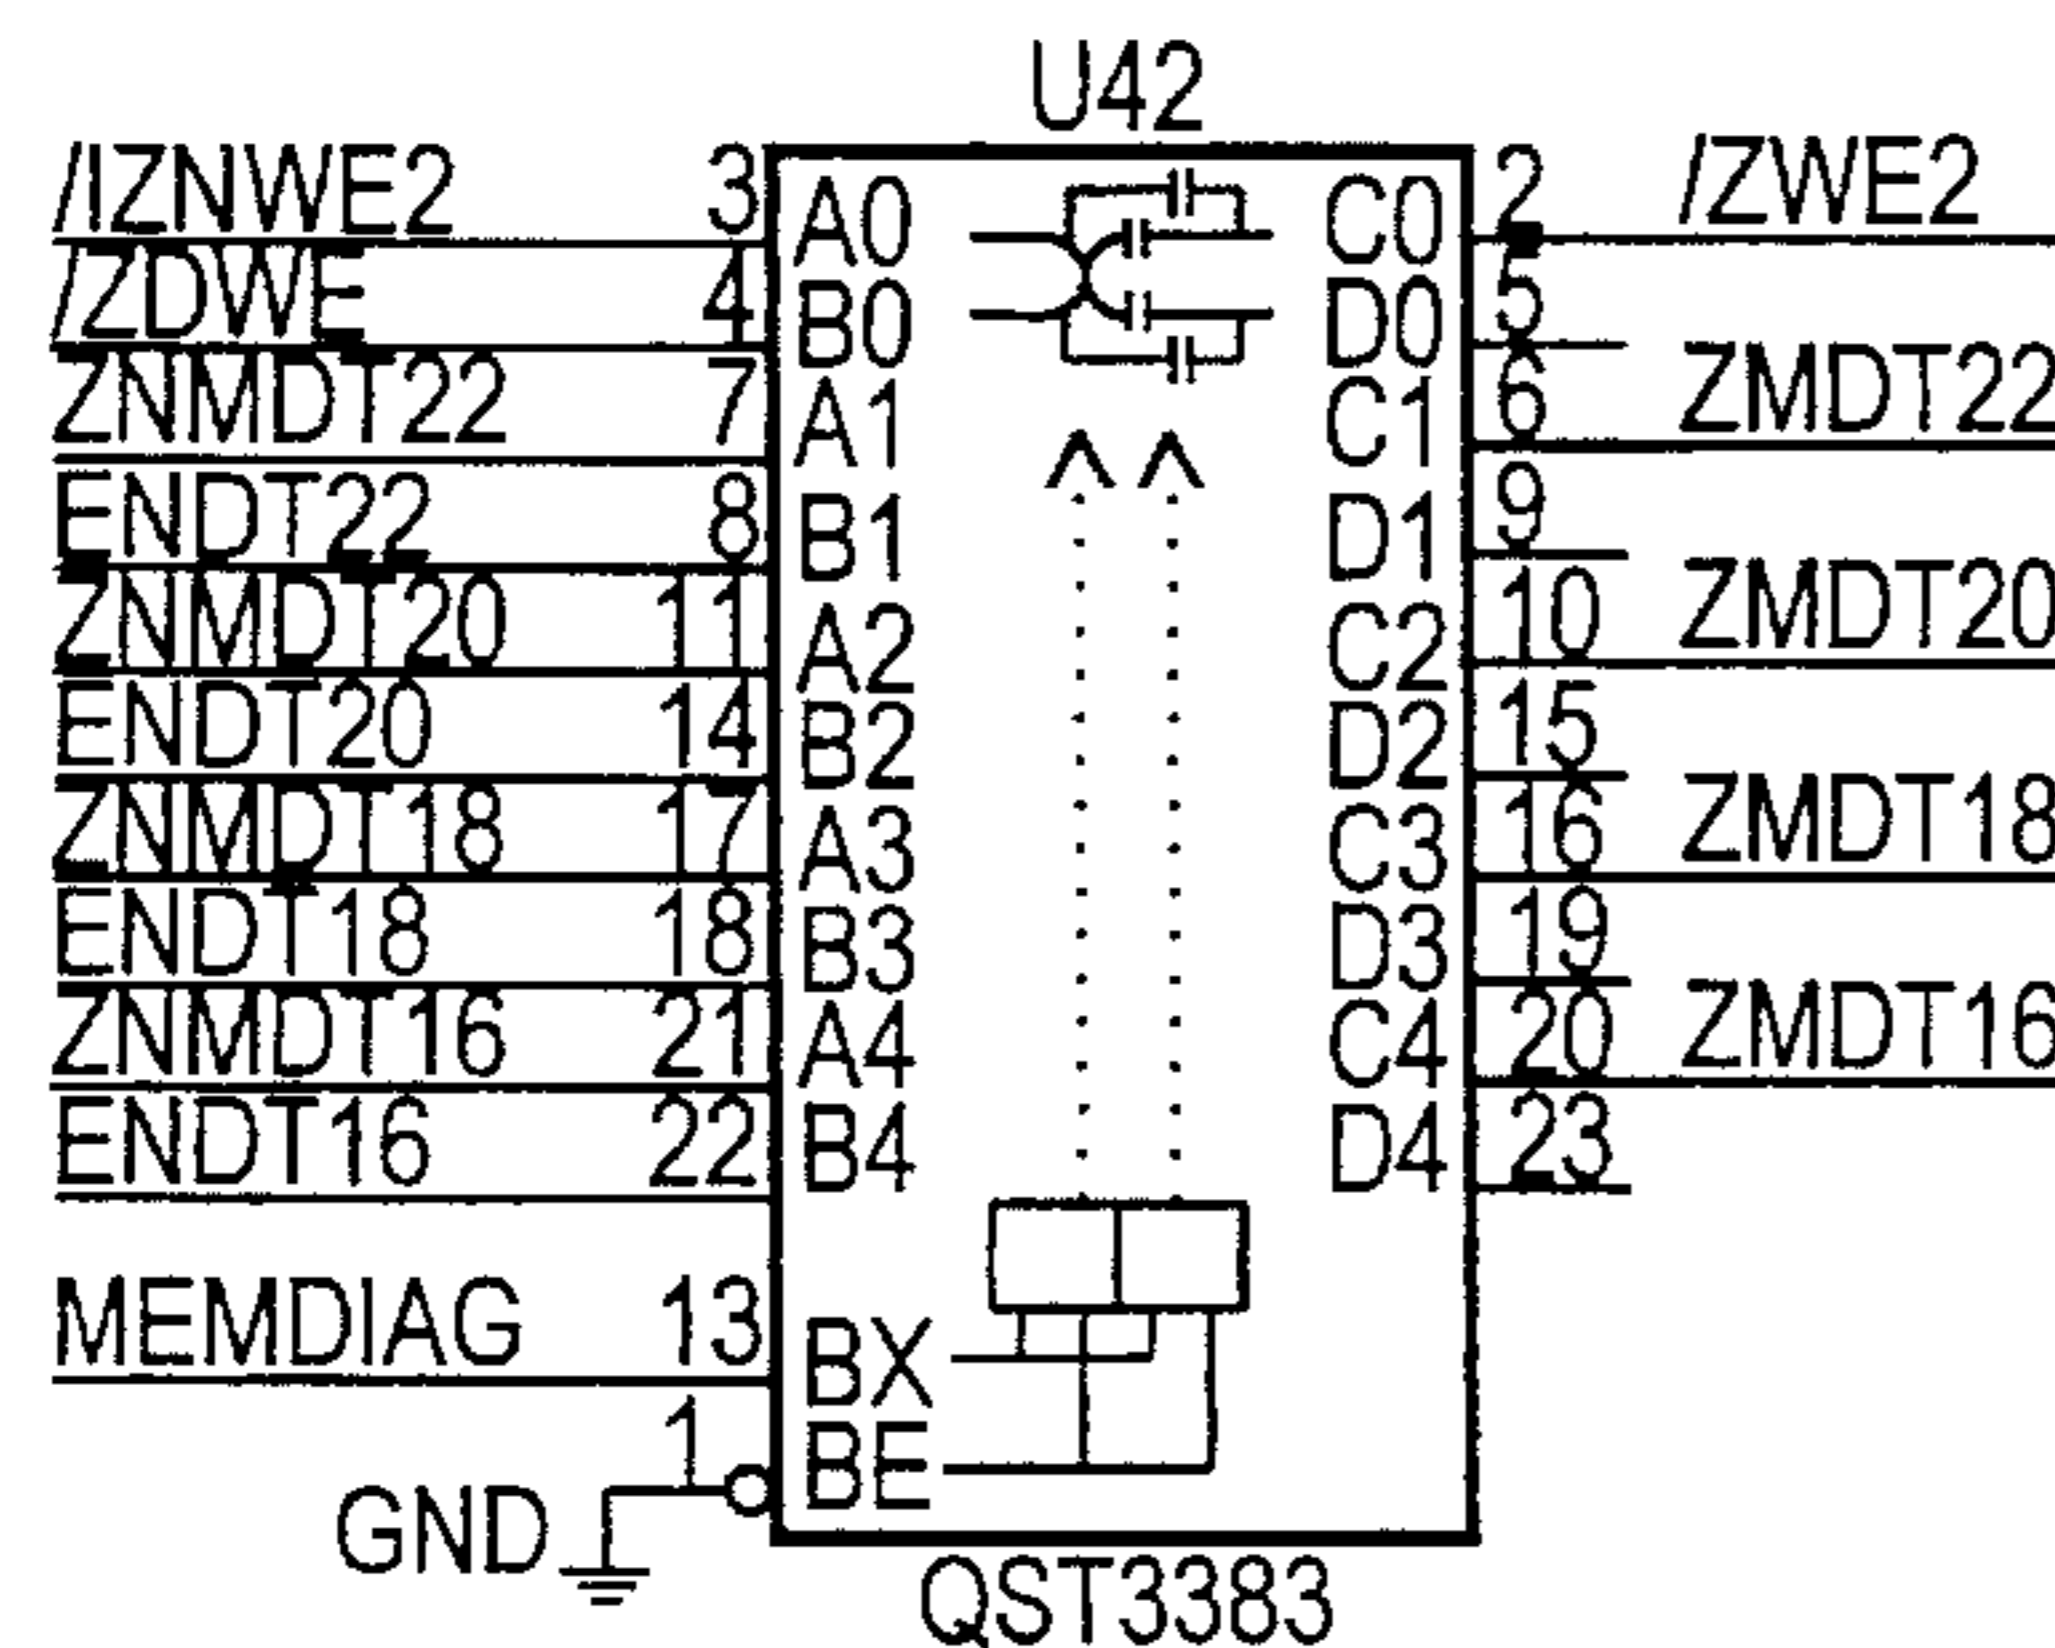 U42
/IZNWE2 3 A0 C0 2 /ZWE2
/ZDWE 4 B0 D0 5
ZNMDT22 7 A1 C1 6 ZMDT22
ENDT22 8 B1 D1 9
ZNMDT20 11 A2 C2 10 ZMDT20
ENDT20 14 B2 D2 15
ZNMDT18 17 A3 C3 16 ZMDT18
ENDT18 18 B3 D3 19
ZNMDT16 21 A4 C4 20 ZMDT16
ENDT16 22 B4 D4 23
MEMDIAG 13 BX
1 BE
GND
QST3383